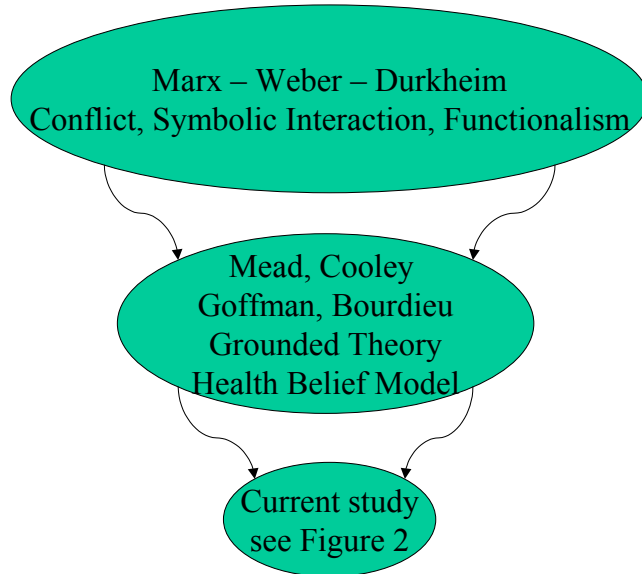 Marx – Weber – Durkheim
Conflict, Symbolic Interaction, Functionalism
Mead, Cooley
Goffman, Bourdieu
Grounded Theory
Health Belief Model
Current study
see Figure 2